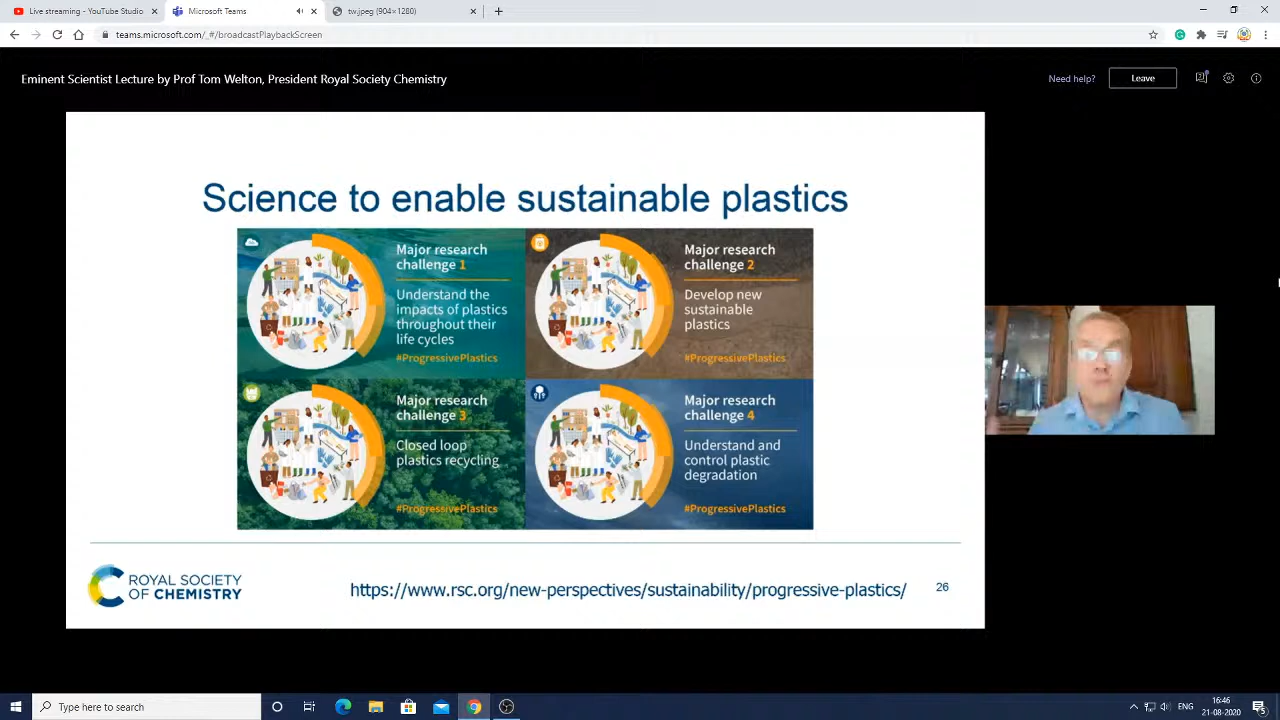 Live streaming - YouTube Studio
Microsoft Teams
tw.jpeg (904×1280)
teams.microsoft.com/_#/broadcastPlaybackScreen
Eminent Scientist Lecture by Prof Tom Welton, President Royal Society Chemistry
Need help?
Leave
Science to enable sustainable plastics
Major research
challenge 1
Understand the
impacts of plastics
throughout their
life cycles
#ProgressivePlastics
Major research
challenge 2
Develop new
sustainable
plastics
#ProgressivePlastics
Major research
challenge 3
Closed loop
plastics recycling
#ProgressivePlastics
Major research
challenge 4
Understand and
control plastic
degradation
#ProgressivePlastics
ROYAL SOCIETY
OF CHEMISTRY
https://www.rsc.org/new-perspectives/sustainability/progressive-plastics/
26
Type here to search
ENG
16:46
21-08-2020